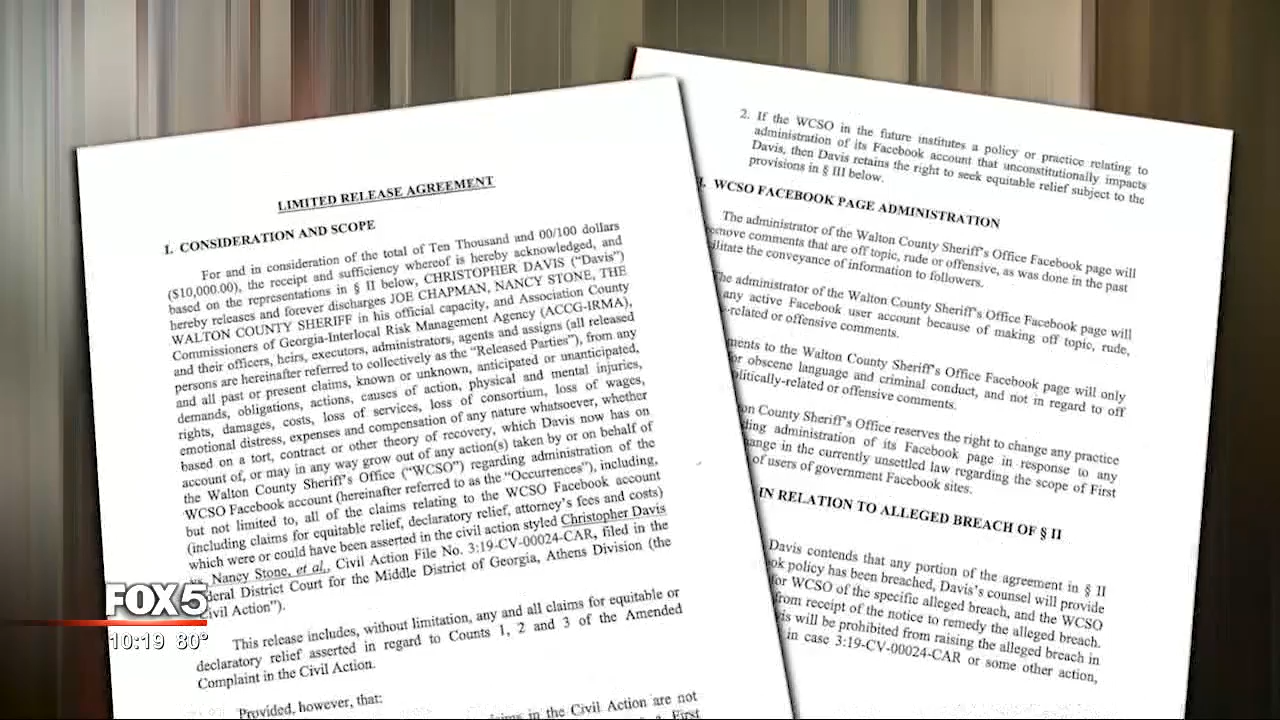 LIMITED RELEASE AGREEMENT
I. CONSIDERATION AND SCOPE
For and in consideration of the total of Ten Thousand and 00/100 dollars
($10,000.00), the receipt and sufficiency whereof is hereby acknowledged, and
based on the representations in § II below, CHRISTOPHER DAVIS (“Davis”)
hereby releases and forever discharges JOE CHAPMAN, NANCY STONE, THE
WALTON COUNTY SHERIFF in his official capacity, and Association County
Commissioners of Georgia-Interlocal Risk Management Agency (ACCG-IRMA),
and their officers, heirs, executors, administrators, agents and assigns (all released
persons are hereinafter referred to collectively as the “Released Parties”), from any
and all past or present claims, known or unknown, anticipated or unanticipated,
demands, obligations, actions, causes of action, physical and mental injuries,
rights, damages, costs, loss of services, loss of consortium, loss of wages,
emotional distress, expenses and compensation of any nature whatsoever, whether
based on a tort, contract or other theory of recovery, which Davis now has on
account of, or may in any way grow out of any action(s) taken by or on behalf of
the Walton County Sheriff’s Office (“WCSO”) regarding administration of the
WCSO Facebook account (hereinafter referred to as the “Occurrences”), including,
but not limited to, all of the claims relating to the WCSO Facebook account
(including claims for equitable relief, declaratory relief, attorney’s fees and costs)
which were or could have been asserted in the civil action styled Christopher Davis
Nancy Stone, et al., Civil Action File No. 3:19-CV-00024-CAR, filed in the
deral District Court for the Middle District of Georgia, Athens Division (the
ivil Action”).
This release includes, without limitation, any and all claims for equitable or
declaratory relief asserted in regard to Counts 1, 2 and 3 of the Amended
Complaint in the Civil Action.
Provided, however, that:
in the Civil Action are not
First
2. If the WCSO in the future institutes a policy or practice relating to
administration of its Facebook account that unconstitutionally impacts
Davis, then Davis retains the right to seek equitable relief subject to the
provisions in § III below.
I. WCSO FACEBOOK PAGE ADMINISTRATION
The administrator of the Walton County Sheriff’s Office Facebook page will
move comments that are off topic, rude or offensive, as was done in the past
ilitate the conveyance of information to followers.
he administrator of the Walton County Sheriff’s Office Facebook page will
any active Facebook user account because of making off topic, rude,
-related or offensive comments.
ments to the Walton County Sheriff’s Office Facebook page will only
or obscene language and criminal conduct, and not in regard to off
olitically-related or offensive comments.
on County Sheriff’s Office reserves the right to change any practice
ding administration of its Facebook page in response to any
ange in the currently unsettled law regarding the scope of First
of users of government Facebook sites.
IN RELATION TO ALLEGED BREACH OF § II
Davis contends that any portion of the agreement in § II
ok policy has been breached, Davis’s counsel will provide
for WCSO of the specific alleged breach, and the WCSO
from receipt of the notice to remedy the alleged breach.
is will be prohibited from raising the alleged breach in
in case 3:19-CV-00024-CAR or some other action,
FOX 5
10:19 80°